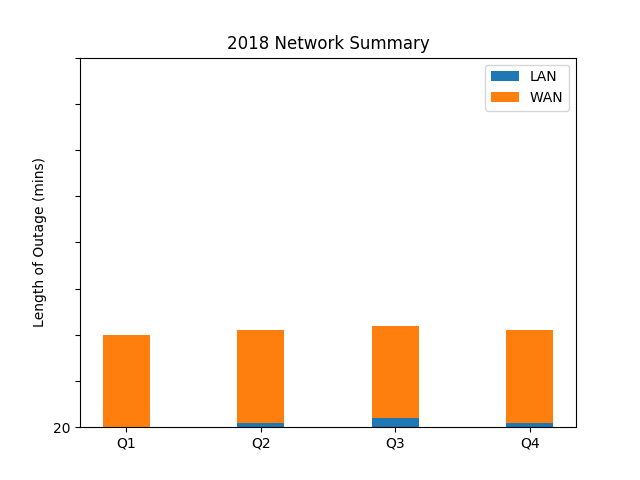 2018 Network Summary
LAN
WAN
Length of Outage (mins)
20
Q1 Q2 Q3 Q4